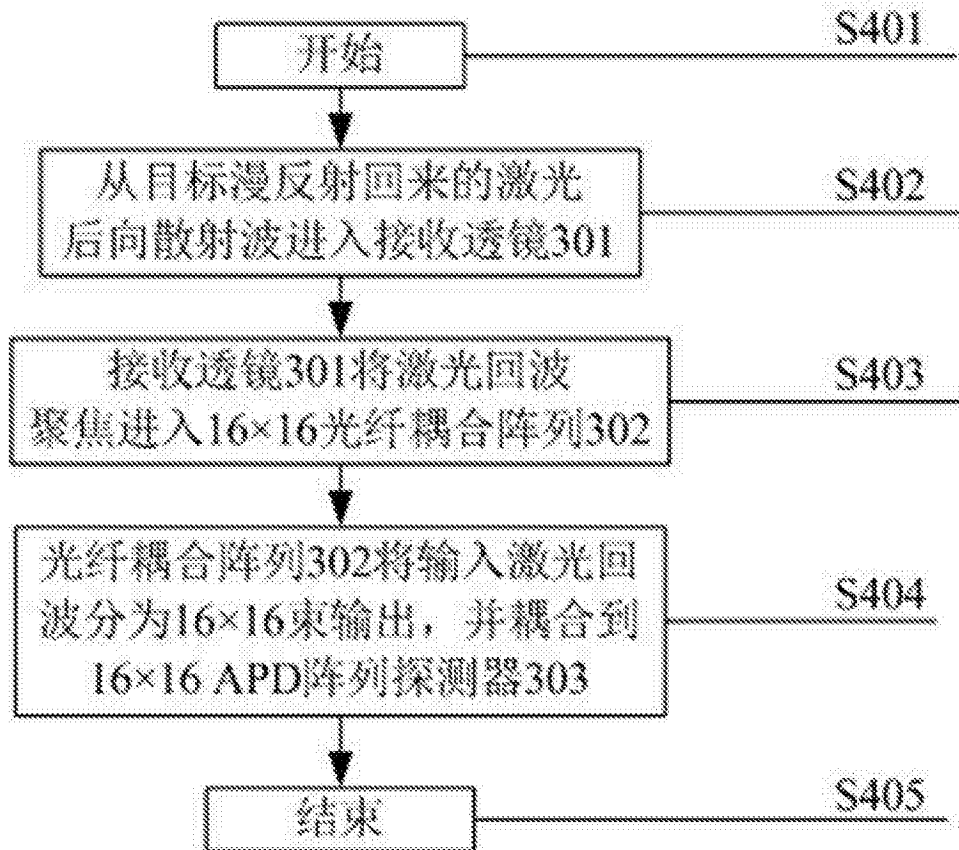 开始
S401
从目标漫反射回来的激光
后向散射波进入接收透镜301
S402
接收透镜301将激光回波
聚焦进入16×16光纤耦合阵列302
S403
光纤耦合阵列302将输入激光回
波分为16×16束输出，并耦合到
16×16 APD阵列探测器303
S404
结束
S405